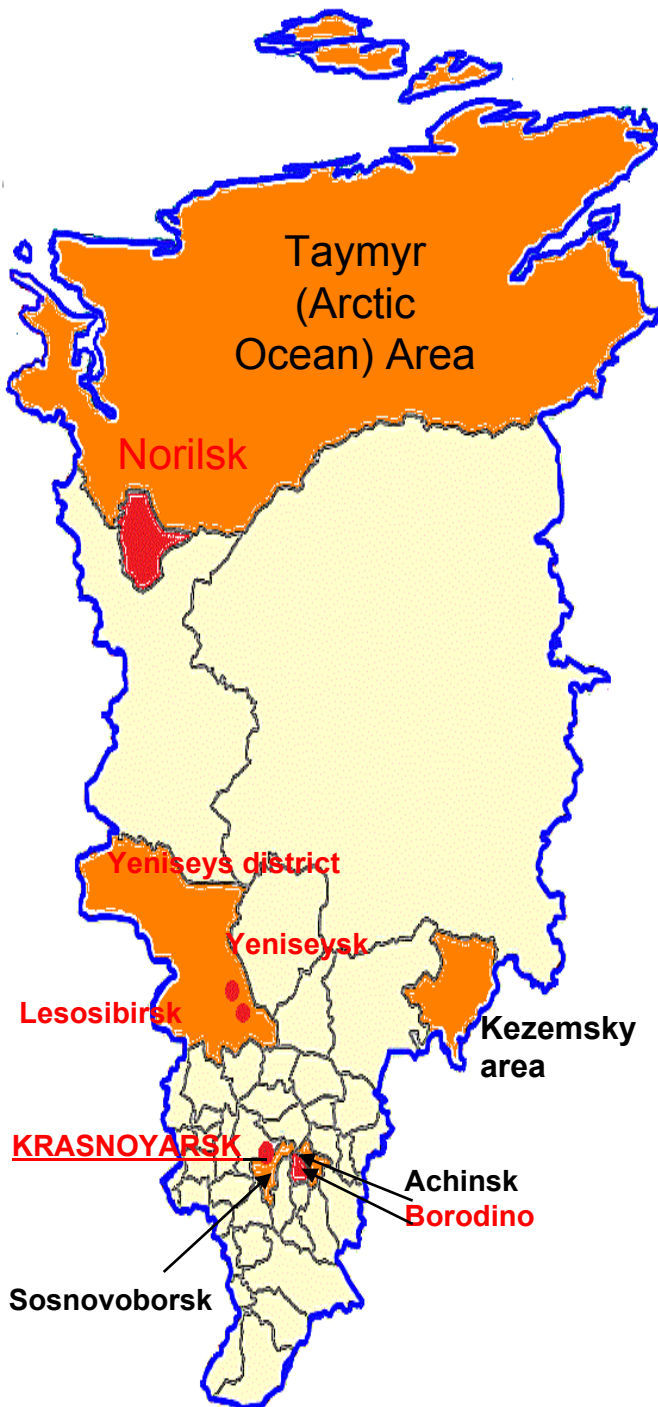 Taymyr
(Arctic
Ocean) Area
Norilsk
Yeniseys district
Yeniseysk
Lesosibirsk
Kezemsky
area
KRASNOYARSK
Achinsk
Borodino
Sosnovoborsk